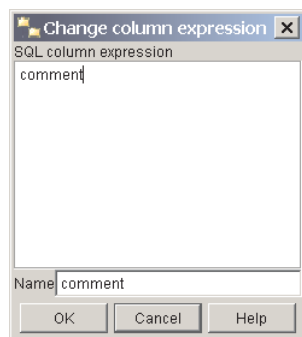 Change column expression
SQL column expression
comment
Name comment
OK Cancel Help